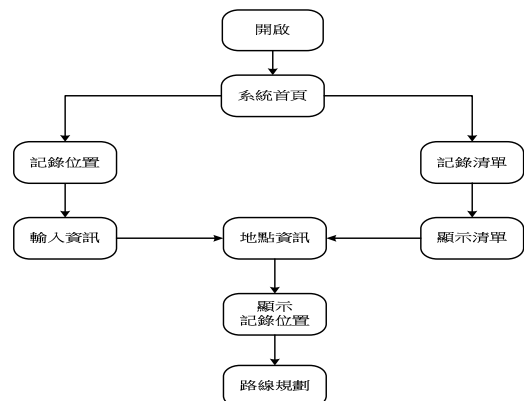 開啟
系統首頁
記錄位置
記錄清單
輸入資訊
地點資訊
顯示清單
顯示
記錄位置
路線規劃